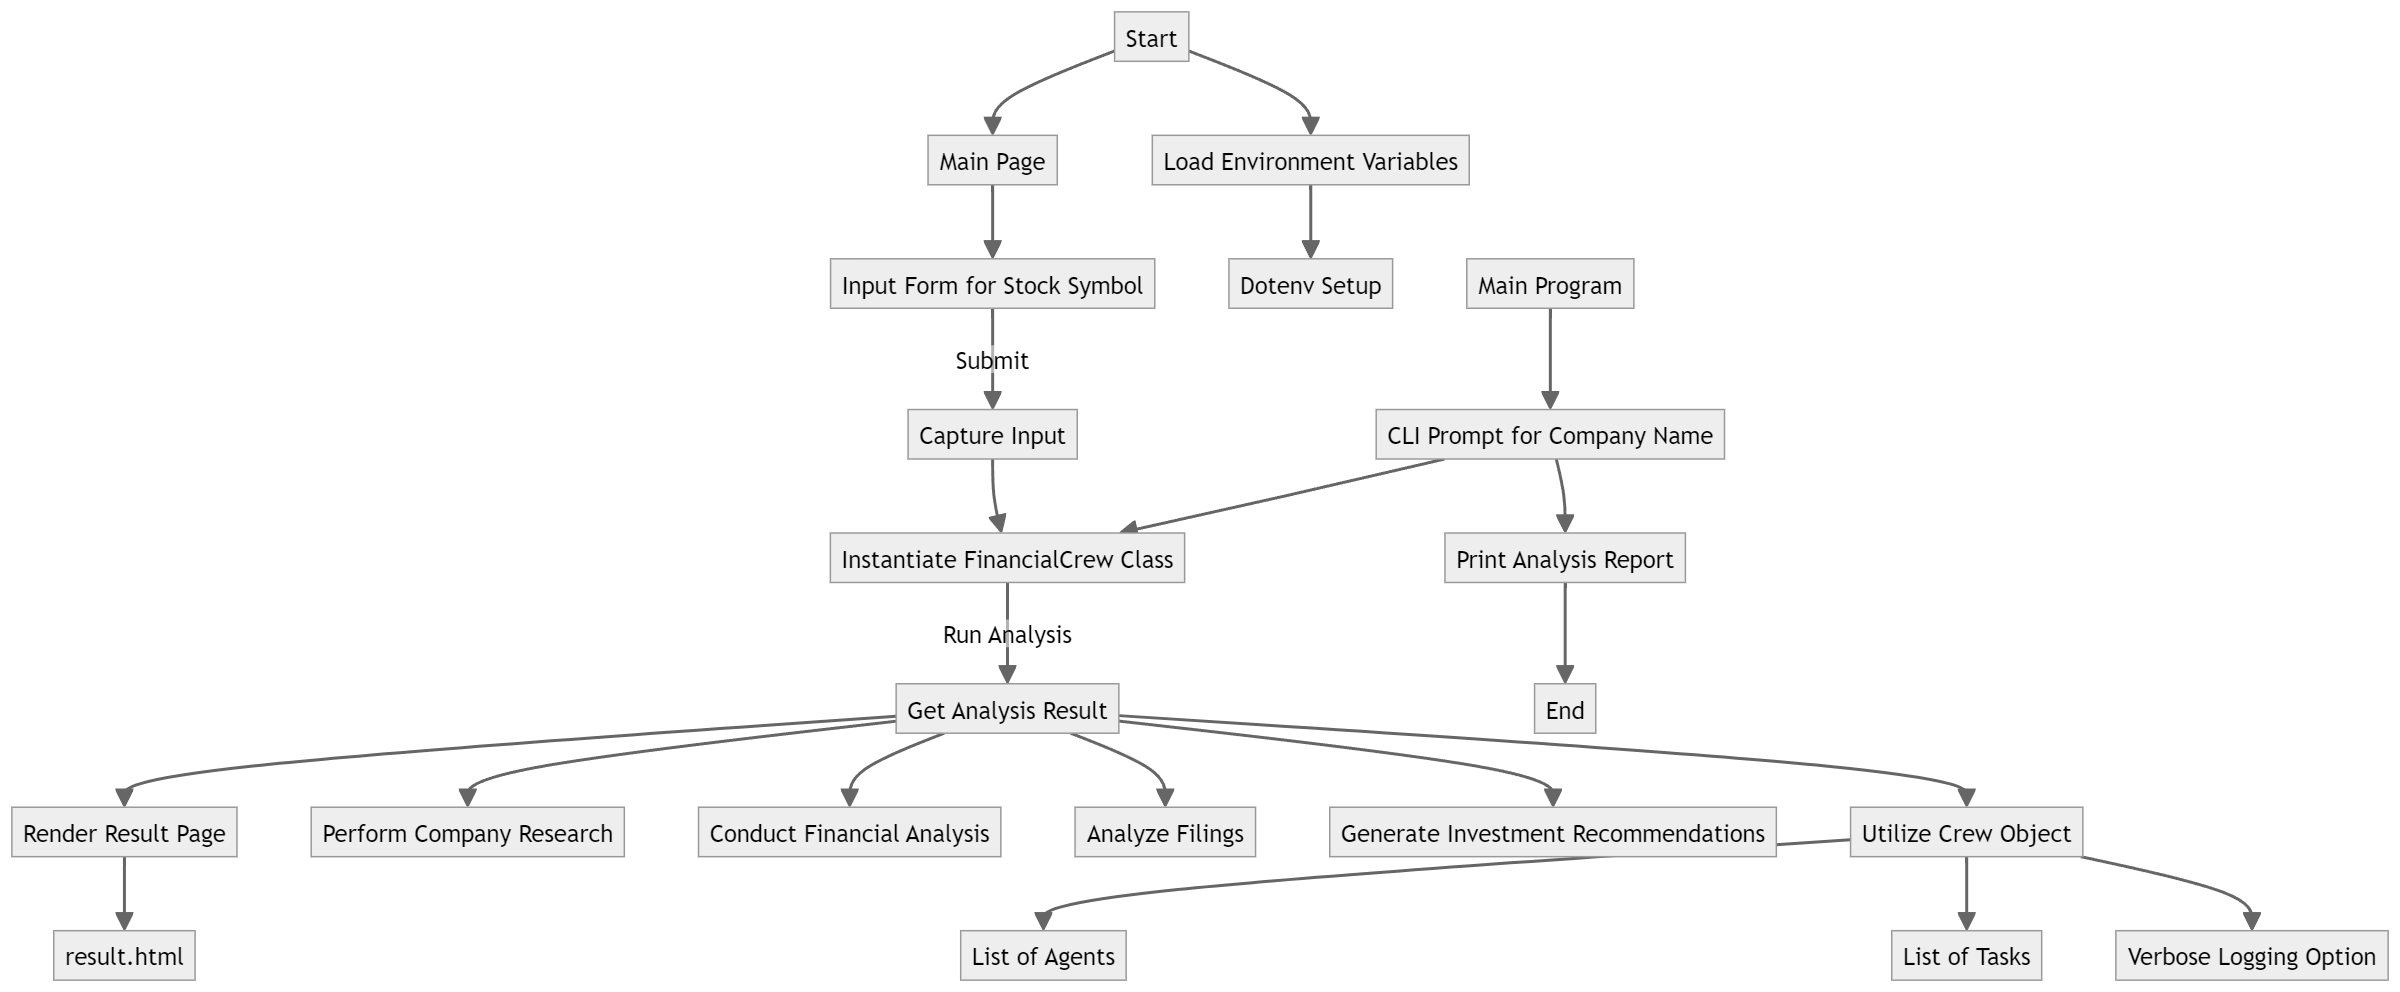 Start
Main Page
Load Environment Variables
Input Form for Stock Symbol
Dotenv Setup
Main Program
Submit
Capture Input
CLI Prompt for Company Name
Instantiate FinancialCrew Class
Print Analysis Report
Run Analysis
Get Analysis Result
End
Render Result Page
Perform Company Research
Conduct Financial Analysis
Analyze Filings
Generate Investment Recommendations
Utilize Crew Object
result.html
List of Agents
List of Tasks
Verbose Logging Option